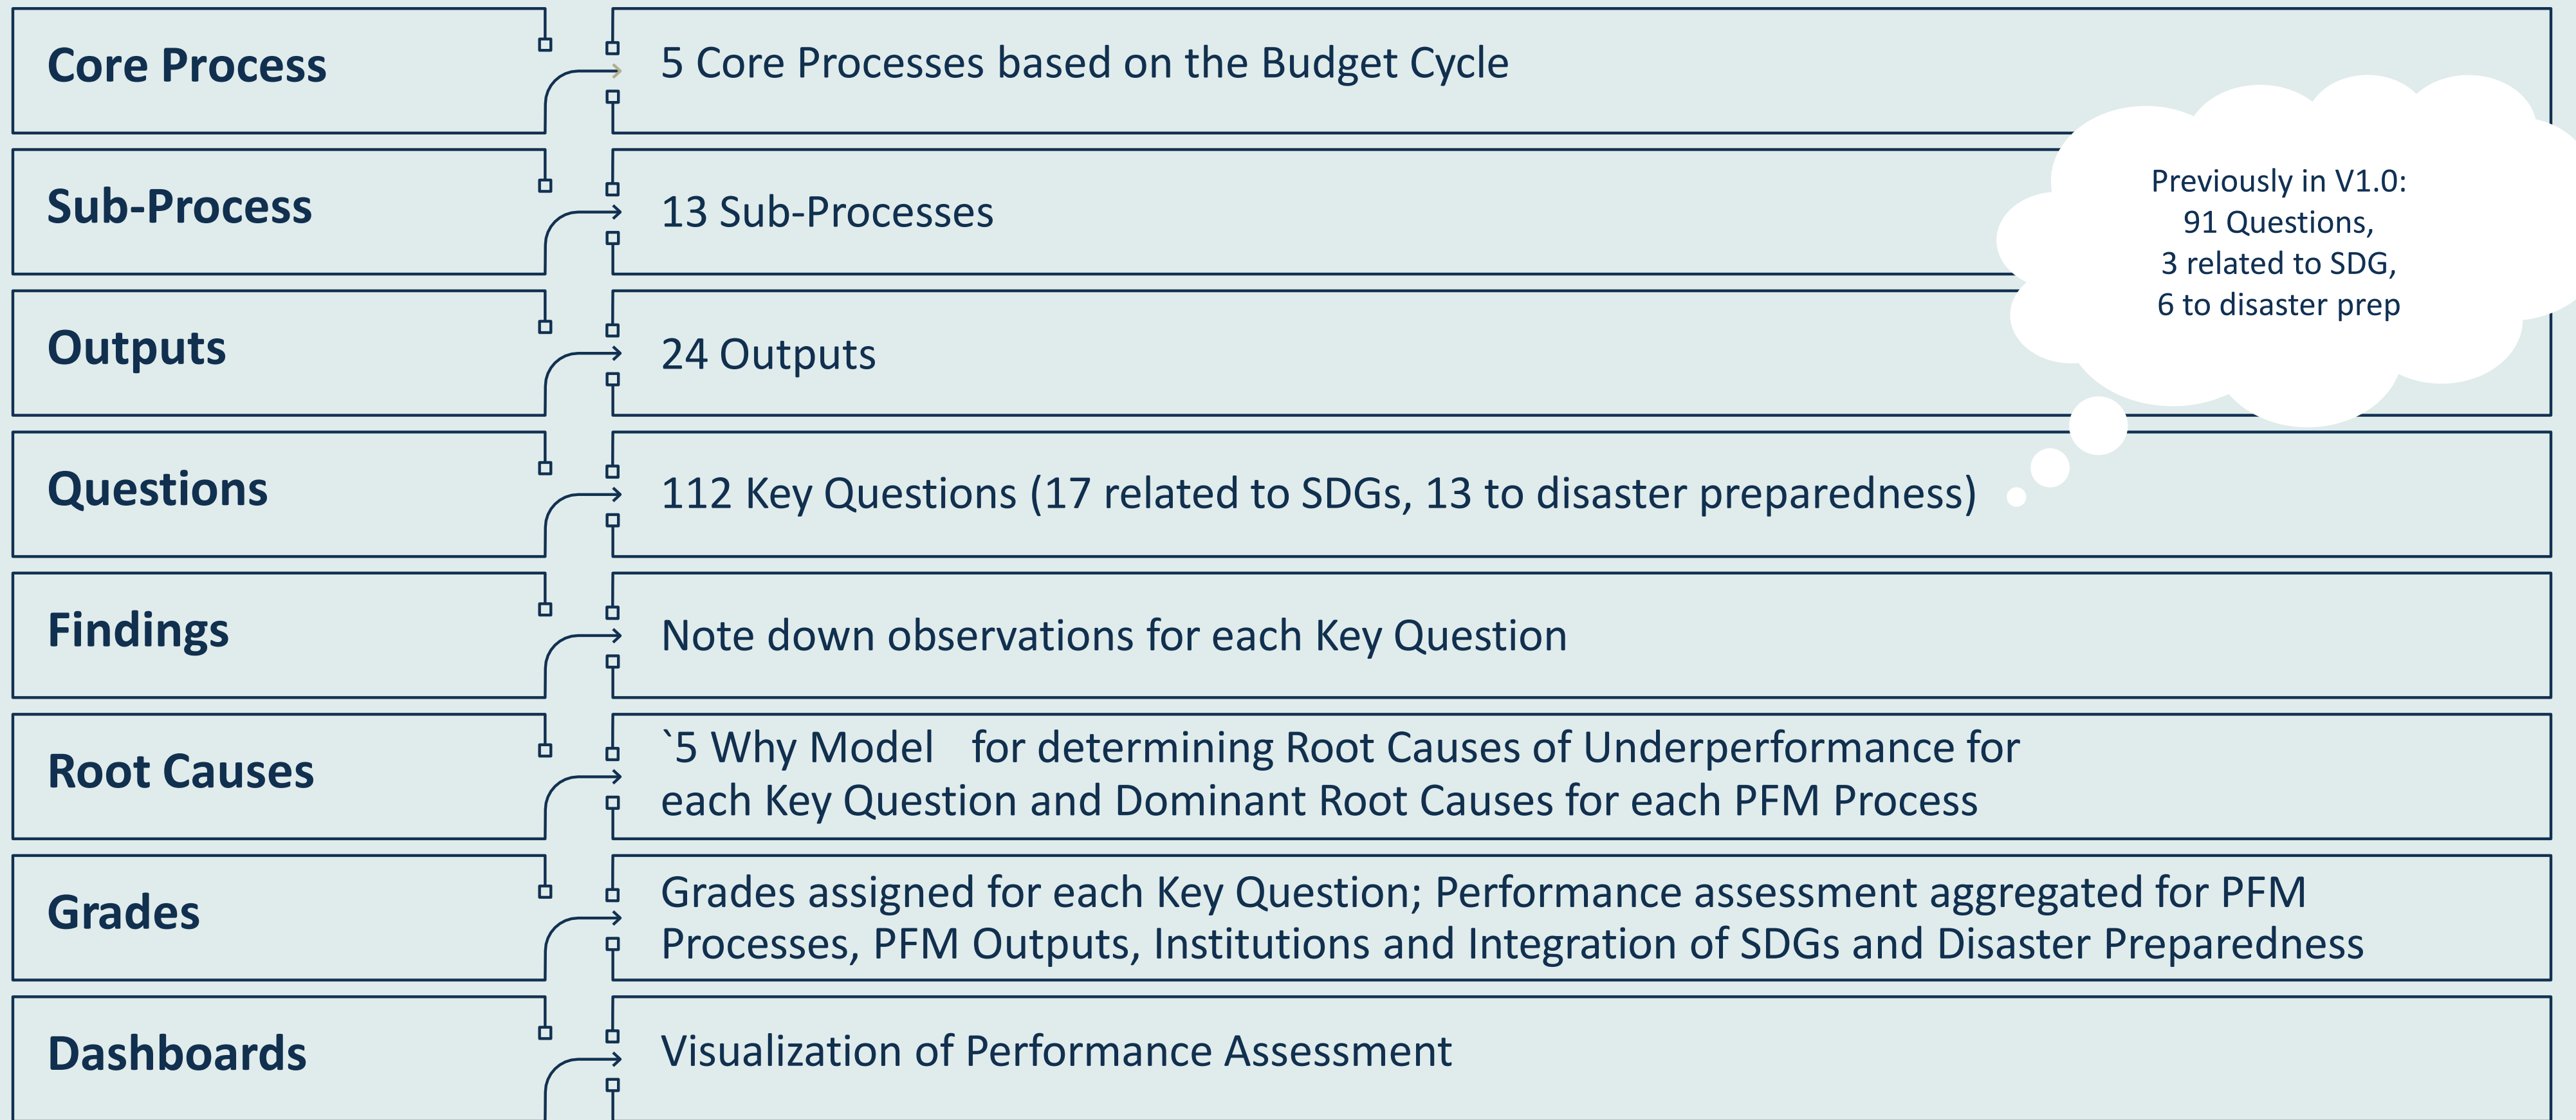 Core Process
5 Core Processes based on the Budget Cycle
Sub-Process
13 Sub-Processes
Previously in V1.0:
91 Questions,
3 related to SDG,
6 to disaster prep
Outputs
24 Outputs
Questions
112 Key Questions (17 related to SDGs, 13 to disaster preparedness)
Findings
Note down observations for each Key Question
Root Causes
`5 Why Model   for determining Root Causes of Underperformance for
each Key Question and Dominant Root Causes for each PFM Process
Grades
Grades assigned for each Key Question; Performance assessment aggregated for PFM
Processes, PFM Outputs, Institutions and Integration of SDGs and Disaster Preparedness
Dashboards
Visualization of Performance Assessment